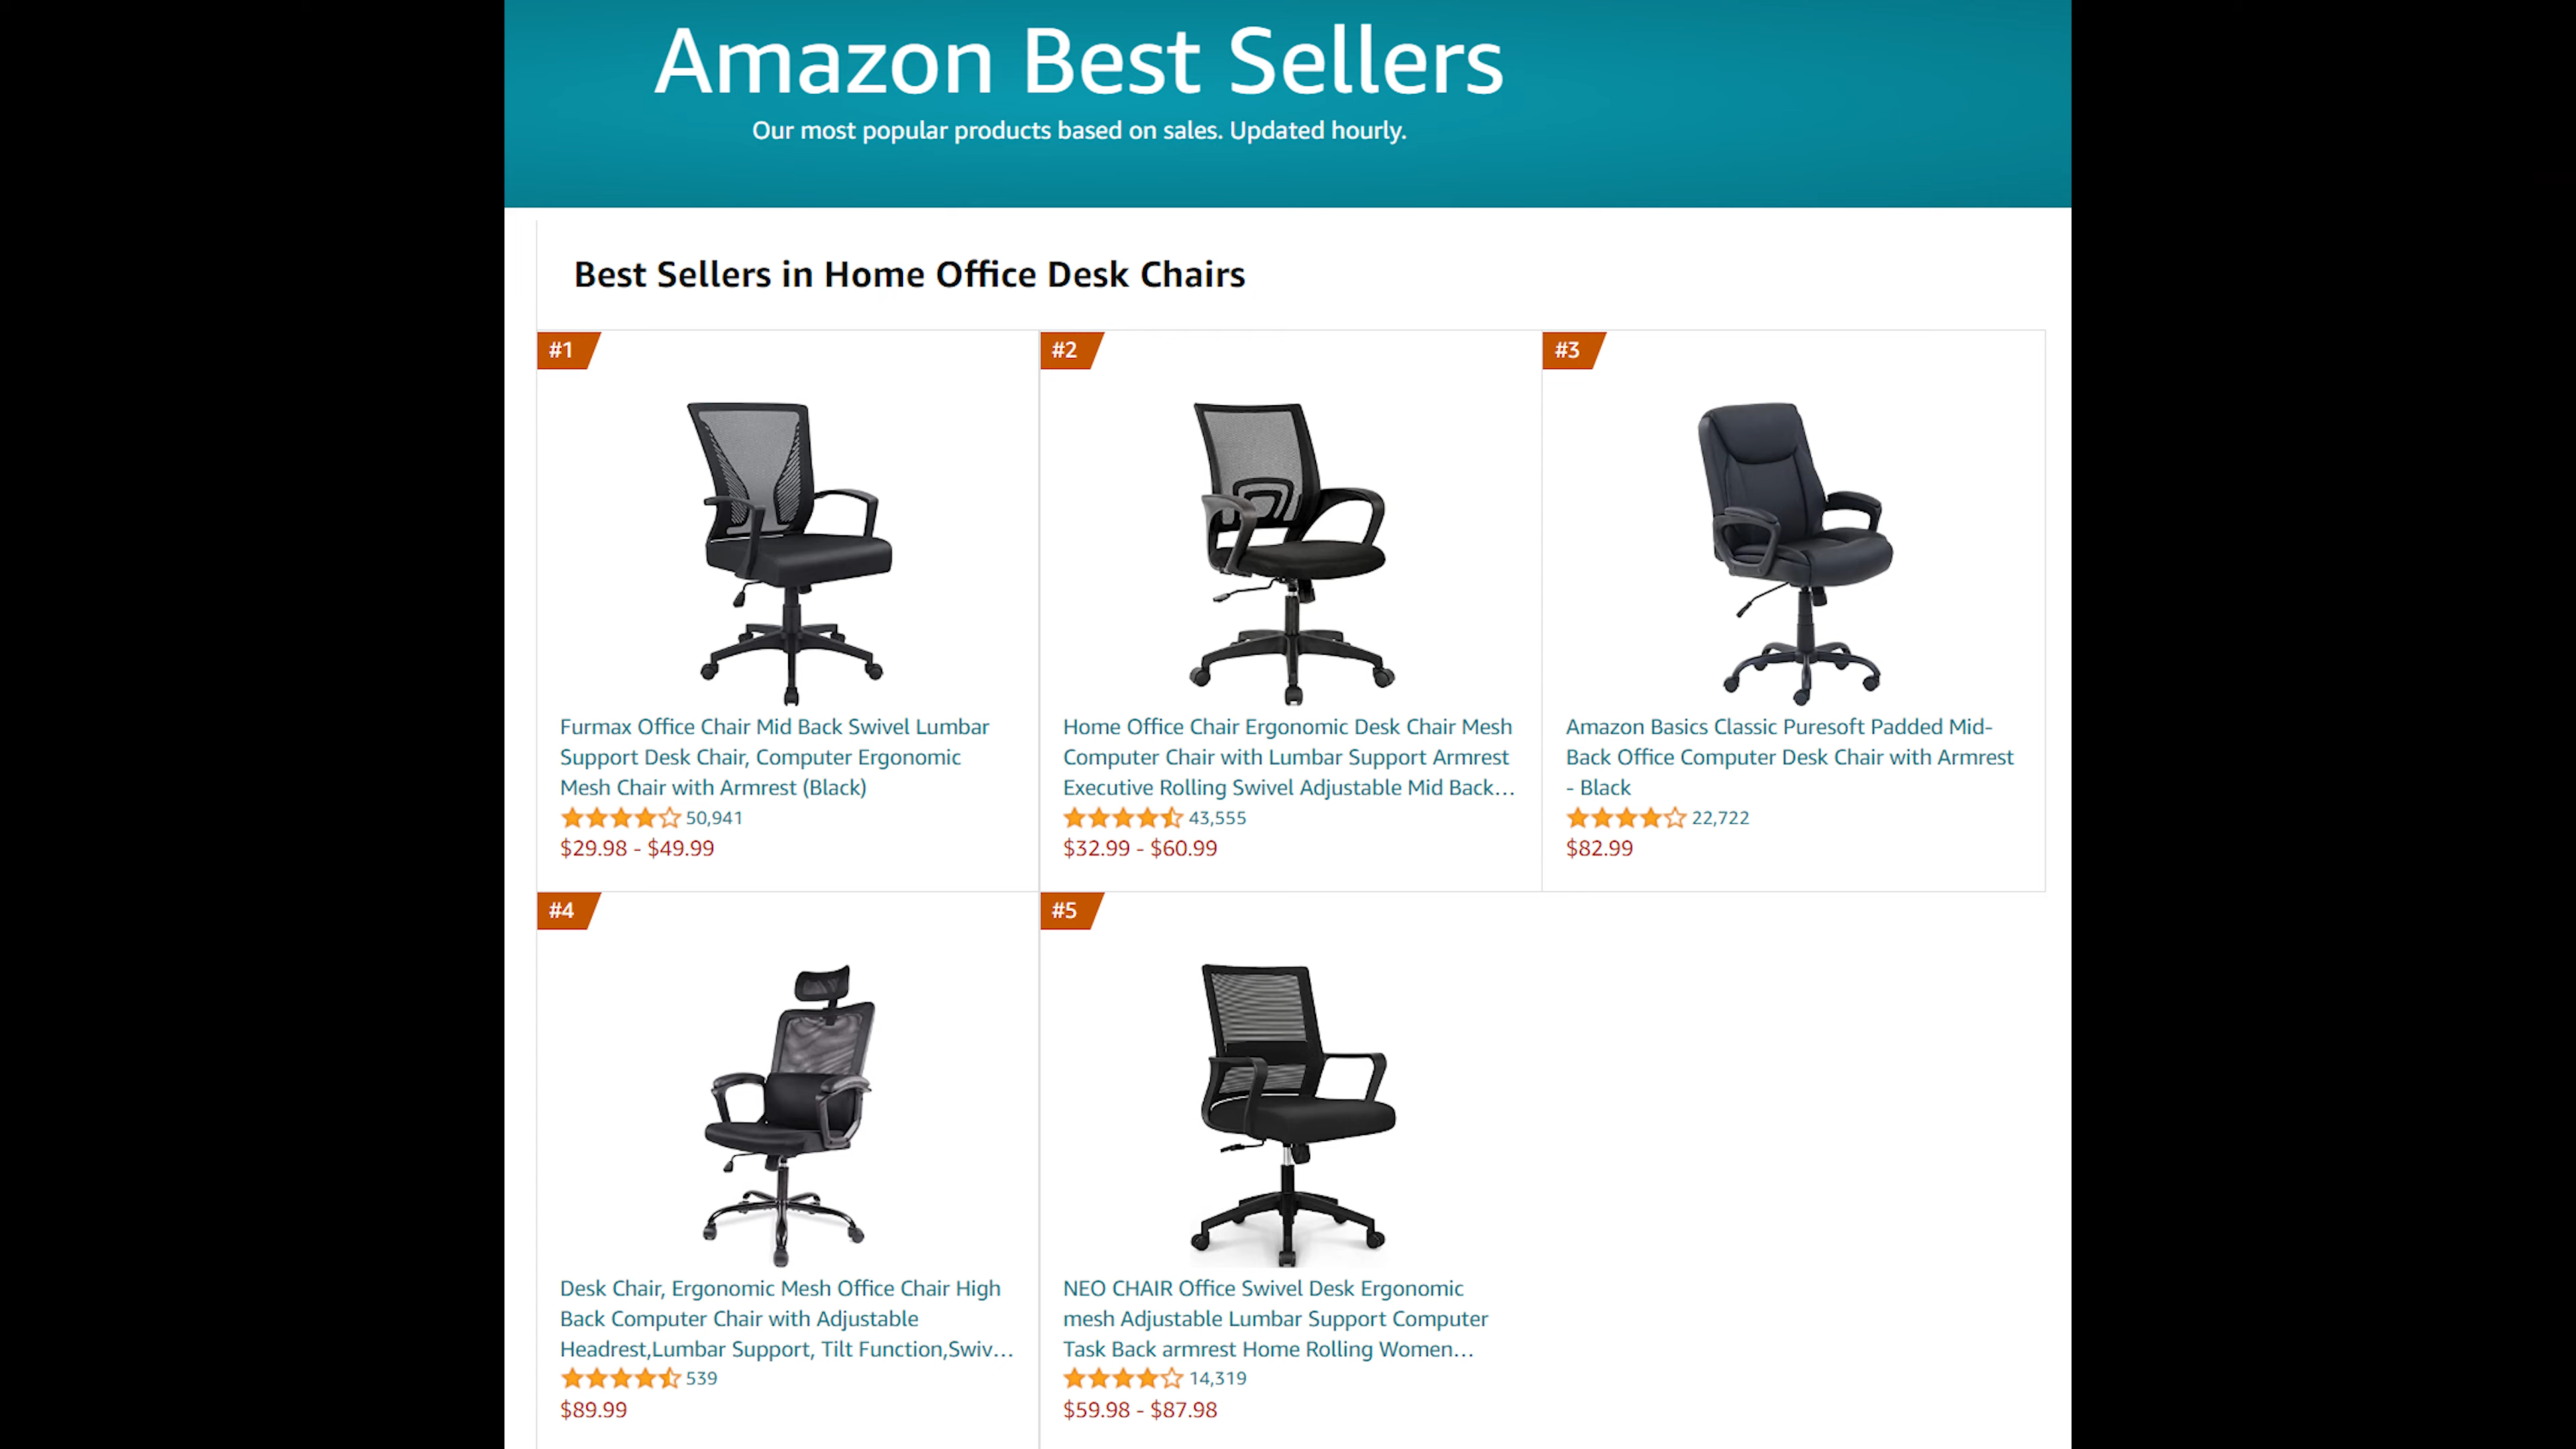 Amazon Best Sellers
Our most popular products based on sales. Updated hourly.
Best Sellers in Home Office Desk Chairs
#1
Furmax Office Chair Mid Back Swivel Lumbar
Support Desk Chair, Computer Ergonomic
Mesh Chair with Armrest (Black)
50,941
$29.98 - $49.99
#2
Home Office Chair Ergonomic Desk Chair Mesh
Computer Chair with Lumbar Support Armrest
Executive Rolling Swivel Adjustable Mid Back...
43,555
$32.99 - $60.99
#3
Amazon Basics Classic Puresoft Padded Mid-
Back Office Computer Desk Chair with Armrest
- Black
22,722
$82.99
#4
Desk Chair, Ergonomic Mesh Office Chair High
Back Computer Chair with Adjustable
Headrest,Lumbar Support, Tilt Function,Swiv...
539
$89.99
#5
NEO CHAIR Office Swivel Desk Ergonomic
mesh Adjustable Lumbar Support Computer
Task Back armrest Home Rolling Women...
14,319
$59.98 - $87.98